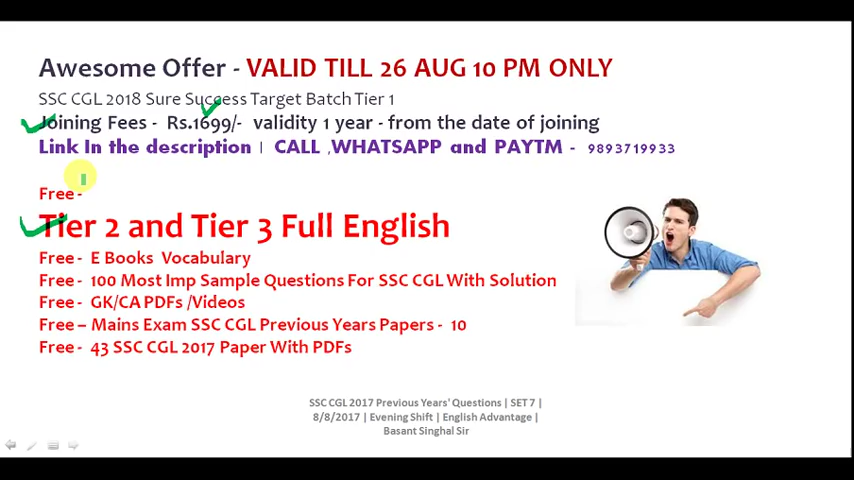 Awesome Offer - VALID TILL 26 AUG 10 PM ONLY
SSC CGL 2018 Sure Success Target Batch Tier 1
Joining Fees - Rs.1699/- validity 1 year - from the date of joining
Link In the description | CALL ,WHATSAPP and PAYTM - 9893719933
Free -
Tier 2 and Tier 3 Full English
Free - E Books Vocabulary
Free - 100 Most Imp Sample Questions For SSC CGL With Solution
Free - GK/CA PDFs /Videos
Free – Mains Exam SSC CGL Previous Years Papers - 10
Free - 43 SSC CGL 2017 Paper With PDFs
SSC CGL 2017 Previous Years' Questions | SET 7 |
8/8/2017 | Evening Shift | English Advantage |
Basant Singhal Sir